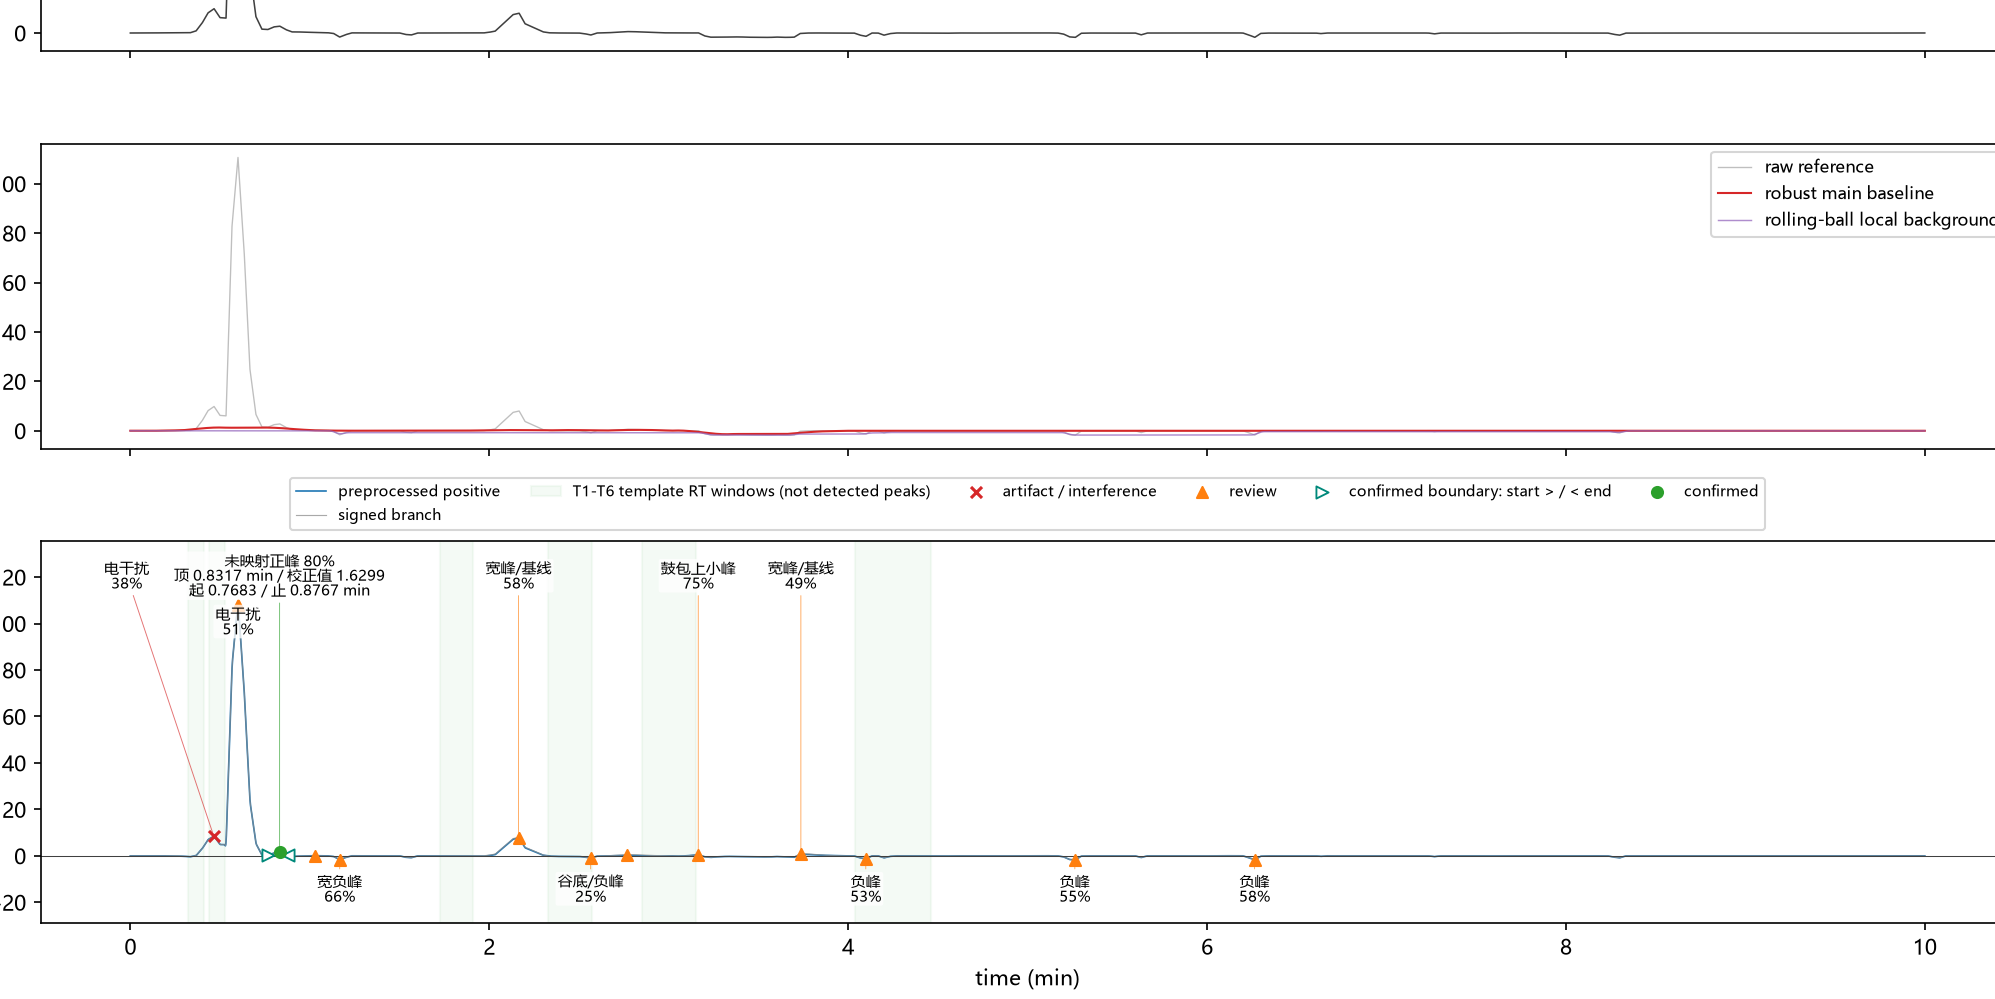 0
00
80
60
40
20
0
raw reference
robust main baseline
rolling-ball local background
preprocessed positive
T1-T6 template RT windows (not detected peaks)
artifact / interference
review
confirmed boundary: start > / < end
confirmed
signed branch
20
00
80
60
40
20
0
20
电干扰
38%
未映射正峰 80%
顶 0.8317 min / 校正值 1.6299
起 0.7683 / 止 0.8767 min
电干扰
51%
宽峰/基线
58%
鼓包上小峰
75%
宽峰/基线
49%
宽负峰
66%
谷底/负峰
25%
负峰
53%
负峰
55%
负峰
58%
0
2
4
6
8
10
time (min)